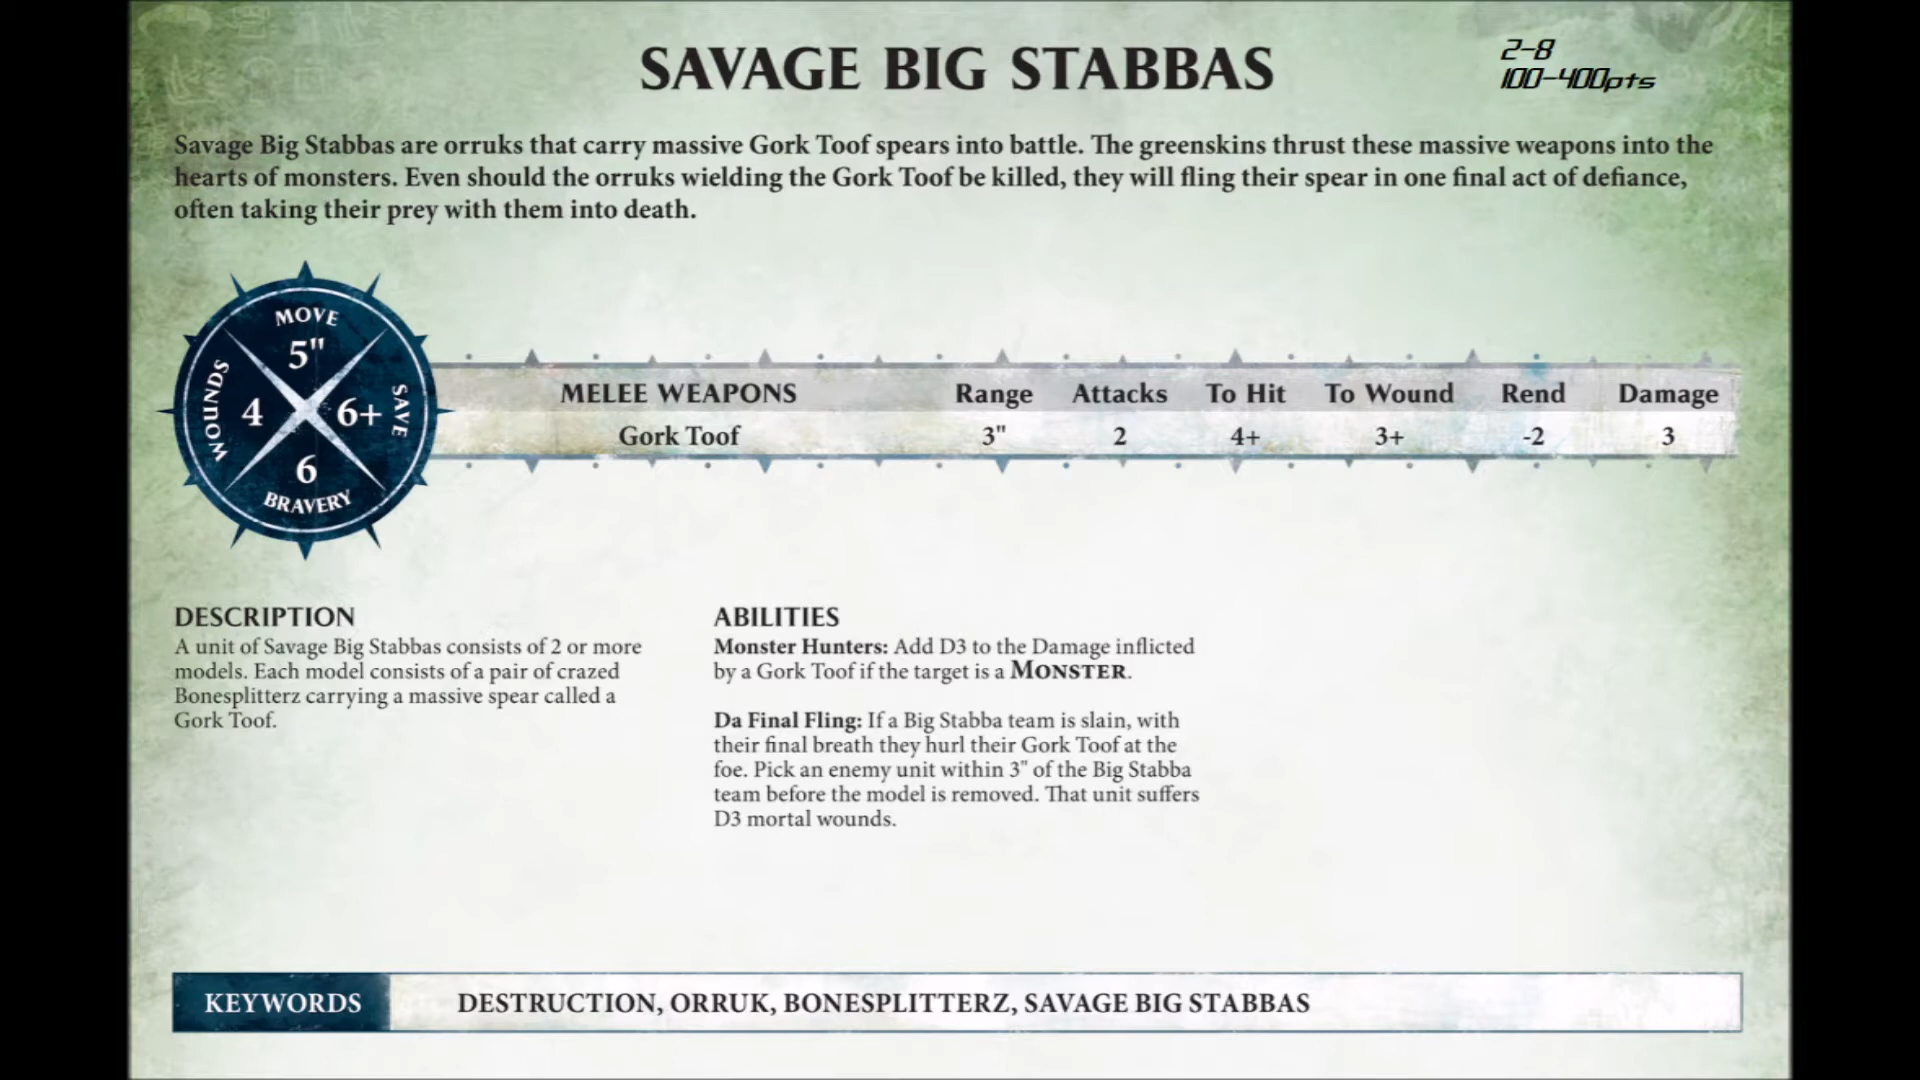 SAVAGE BIG STABBAS
2-8
100-400pts
Savage Big Stabbas are orruks that carry massive Gork Toof spears into battle. The greenskins thrust these massive weapons into the
hearts of monsters. Even should the orruks wielding the Gork Toof be killed, they will fling their spear in one final act of defiance,
often taking their prey with them into death.
MOVE
5"
WOUNDS
4
6+
SAVE
6
BRAVERY
MELEE WEAPONS Range Attacks To Hit To Wound Rend Damage
Gork Toof 3" 2 4+ 3+ -2 3
DESCRIPTION
A unit of Savage Big Stabbas consists of 2 or more
models. Each model consists of a pair of crazed
Bonesplitterz carrying a massive spear called a
Gork Toof.
ABILITIES
Monster Hunters: Add D3 to the Damage inflicted
by a Gork Toof if the target is a MONSTER.
Da Final Fling: If a Big Stabba team is slain, with
their final breath they hurl their Gork Toof at the
foe. Pick an enemy unit within 3" of the Big Stabba
team before the model is removed. That unit suffers
D3 mortal wounds.
KEYWORDS DESTRUCTION, ORRUK, BONESPLITTERZ, SAVAGE BIG STABBAS